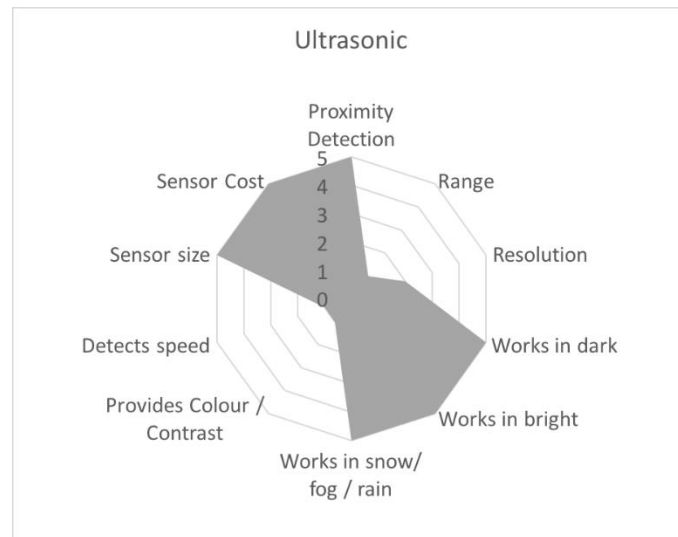 Ultrasonic
Proximity
Detection
5
4
3
2
1
0
Range
Resolution
Works in dark
Works in bright
Works in snow/
fog / rain
Provides Colour /
Contrast
Detects speed
Sensor size
Sensor Cost